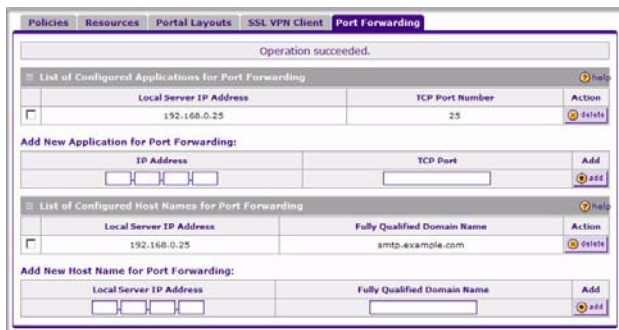 Policies Resources Portal Layouts SSL VPN Client Port Forwarding
Operation succeeded.
List of Configured Applications for Port Forwarding help
Local Server IP Address TCP Port Number Action
192.168.0.25 25 delete
Add New Application for Port Forwarding:
IP Address TCP Port Add
add
List of Configured Host Names for Port Forwarding help
Local Server IP Address Fully Qualified Domain Name Action
192.168.0.25 smtp.example.com delete
Add New Host Name for Port Forwarding:
Local Server IP Address Fully Qualified Domain Name Add
add